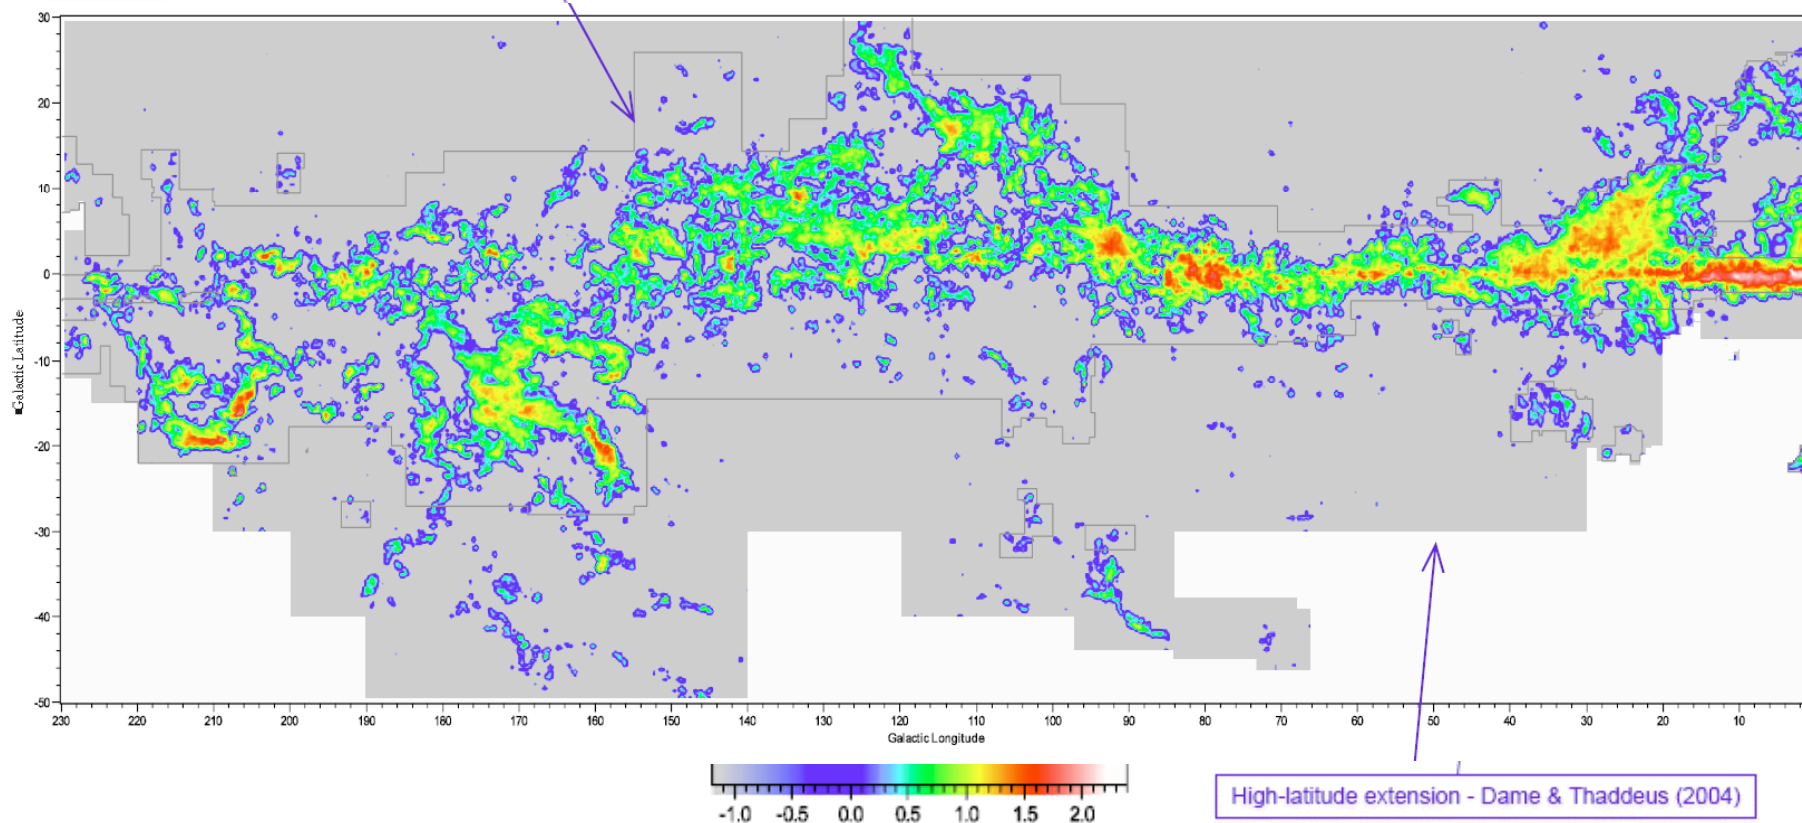 30
20
10
0
-10
-20
-30
-40
-50
Galactic Latitude
230 220 210 200 190 180 170 160 150 140 130 120 110 100 90 80 70 60 50 40 30 20 10
Galactic Longitude
-1.0 -0.5 0.0 0.5 1.0 1.5 2.0
High-latitude extension - Dame & Thaddeus (2004)